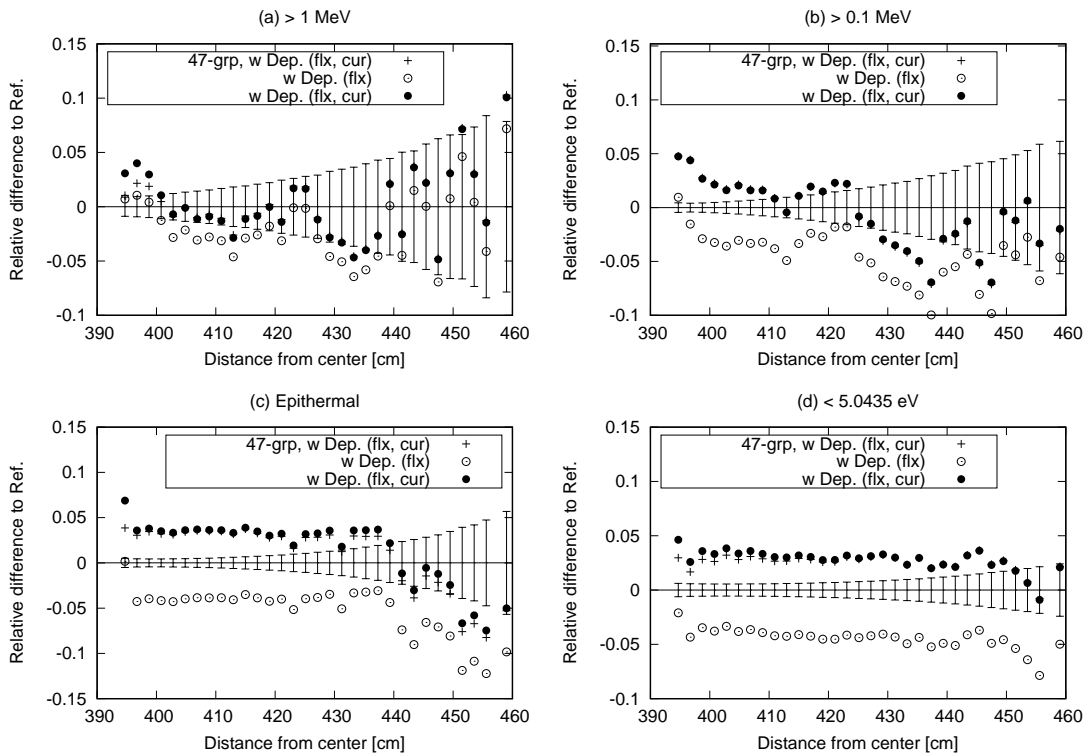 (a) > 1 MeV
Relative difference to Ref.
0.15
0.1
0.05
0
-0.05
-0.1
47-grp, w Dep. (flx, cur)
w Dep. (flx)
w Dep. (flx, cur)
390 400 410 420 430 440 450 460
Distance from center [cm]
(b) > 0.1 MeV
Relative difference to Ref.
0.15
0.1
0.05
0
-0.05
-0.1
47-grp, w Dep. (flx, cur)
w Dep. (flx)
w Dep. (flx, cur)
390 400 410 420 430 440 450 460
Distance from center [cm]
(c) Epithermal
Relative difference to Ref.
0.15
0.1
0.05
0
-0.05
-0.1
-0.15
47-grp, w Dep. (flx, cur)
w Dep. (flx)
w Dep. (flx, cur)
390 400 410 420 430 440 450 460
Distance from center [cm]
(d) < 5.0435 eV
Relative difference to Ref.
0.15
0.1
0.05
0
-0.05
-0.1
47-grp, w Dep. (flx, cur)
w Dep. (flx)
w Dep. (flx, cur)
390 400 410 420 430 440 450 460
Distance from center [cm]